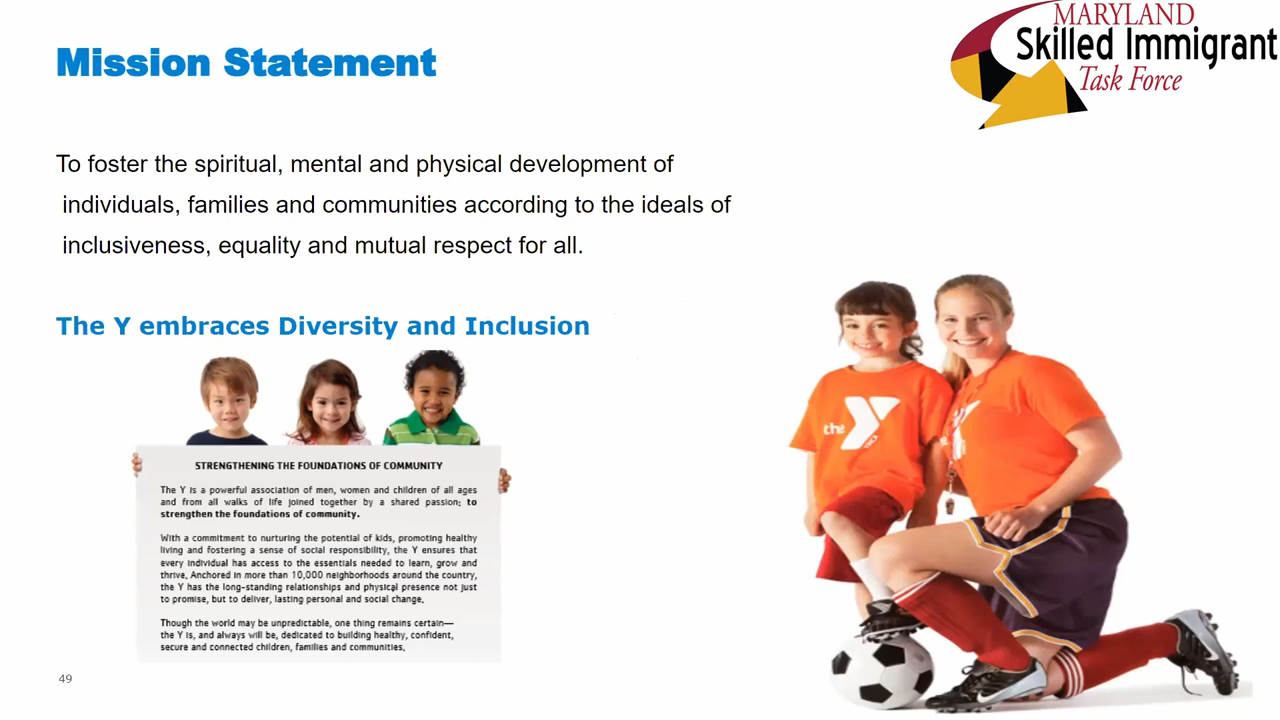 Mission Statement
MARYLAND
Skilled Immigrant
Task Force
To foster the spiritual, mental and physical development of
individuals, families and communities according to the ideals of
inclusiveness, equality and mutual respect for all.
The Y embraces Diversity and Inclusion
STRENGTHENING THE FOUNDATIONS OF COMMUNITY
The Y is a powerful association of men, women and children of all ages
and from all walks of life joined together by a shared passion: to
strengthen the foundations of community.
With a commitment to nurturing the potential of kids, promoting healthy
living and fostering a sense of social responsibility, the Y ensures that
every individual has access to the essentials needed to learn, grow and
thrive. Anchored in more than 10,000 neighborhoods around the country,
the Y has the long-standing relationships and physical presence not just
to promise, but to deliver, lasting personal and social change.
Though the world may be unpredictable, one thing remains certain—
the Y is, and always will be, dedicated to building healthy, confident,
secure and connected children, families and communities.
the Y
YMCA
49